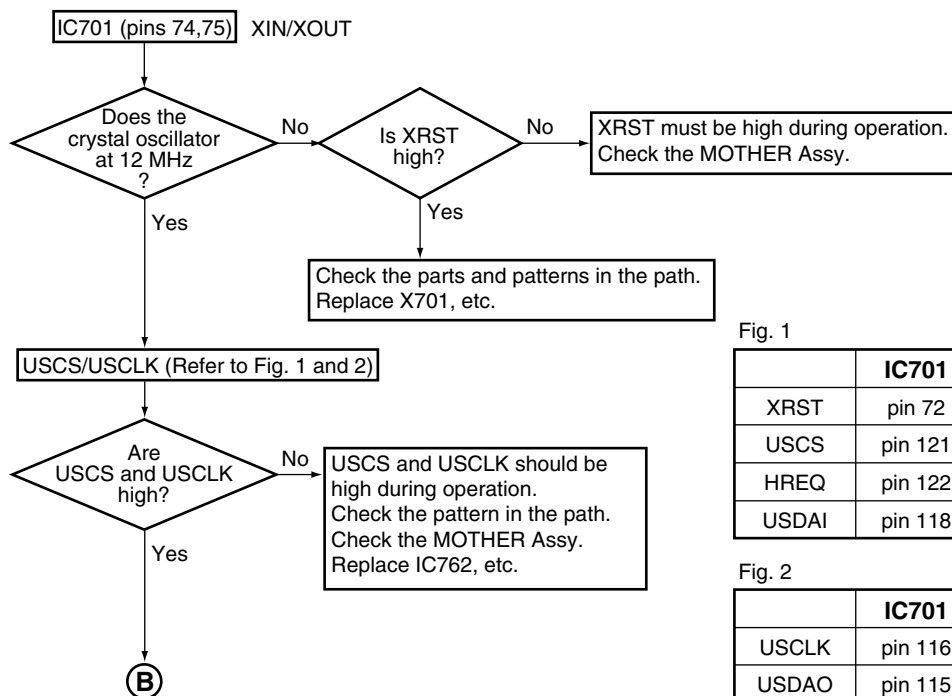 IC701 (pins 74,75) XIN/XOUT
Does the
crystal oscillator
at 12 MHz
?
No
Is XRST
high?
No
XRST must be high during operation.
Check the MOTHER Assy.
Yes
Yes
Check the parts and patterns in the path.
Replace X701, etc.
USCS/USCLK (Refer to Fig. 1 and 2)
Are
USCS and USCLK
high?
No
USCS and USCLK should be
high during operation.
Check the pattern in the path.
Check the MOTHER Assy.
Replace IC762, etc.
Yes
B
Fig. 1
IC701
XRST pin 72
USCS pin 121
HREQ pin 122
USDAI pin 118
Fig. 2
IC701
USCLK pin 116
USDAO pin 115